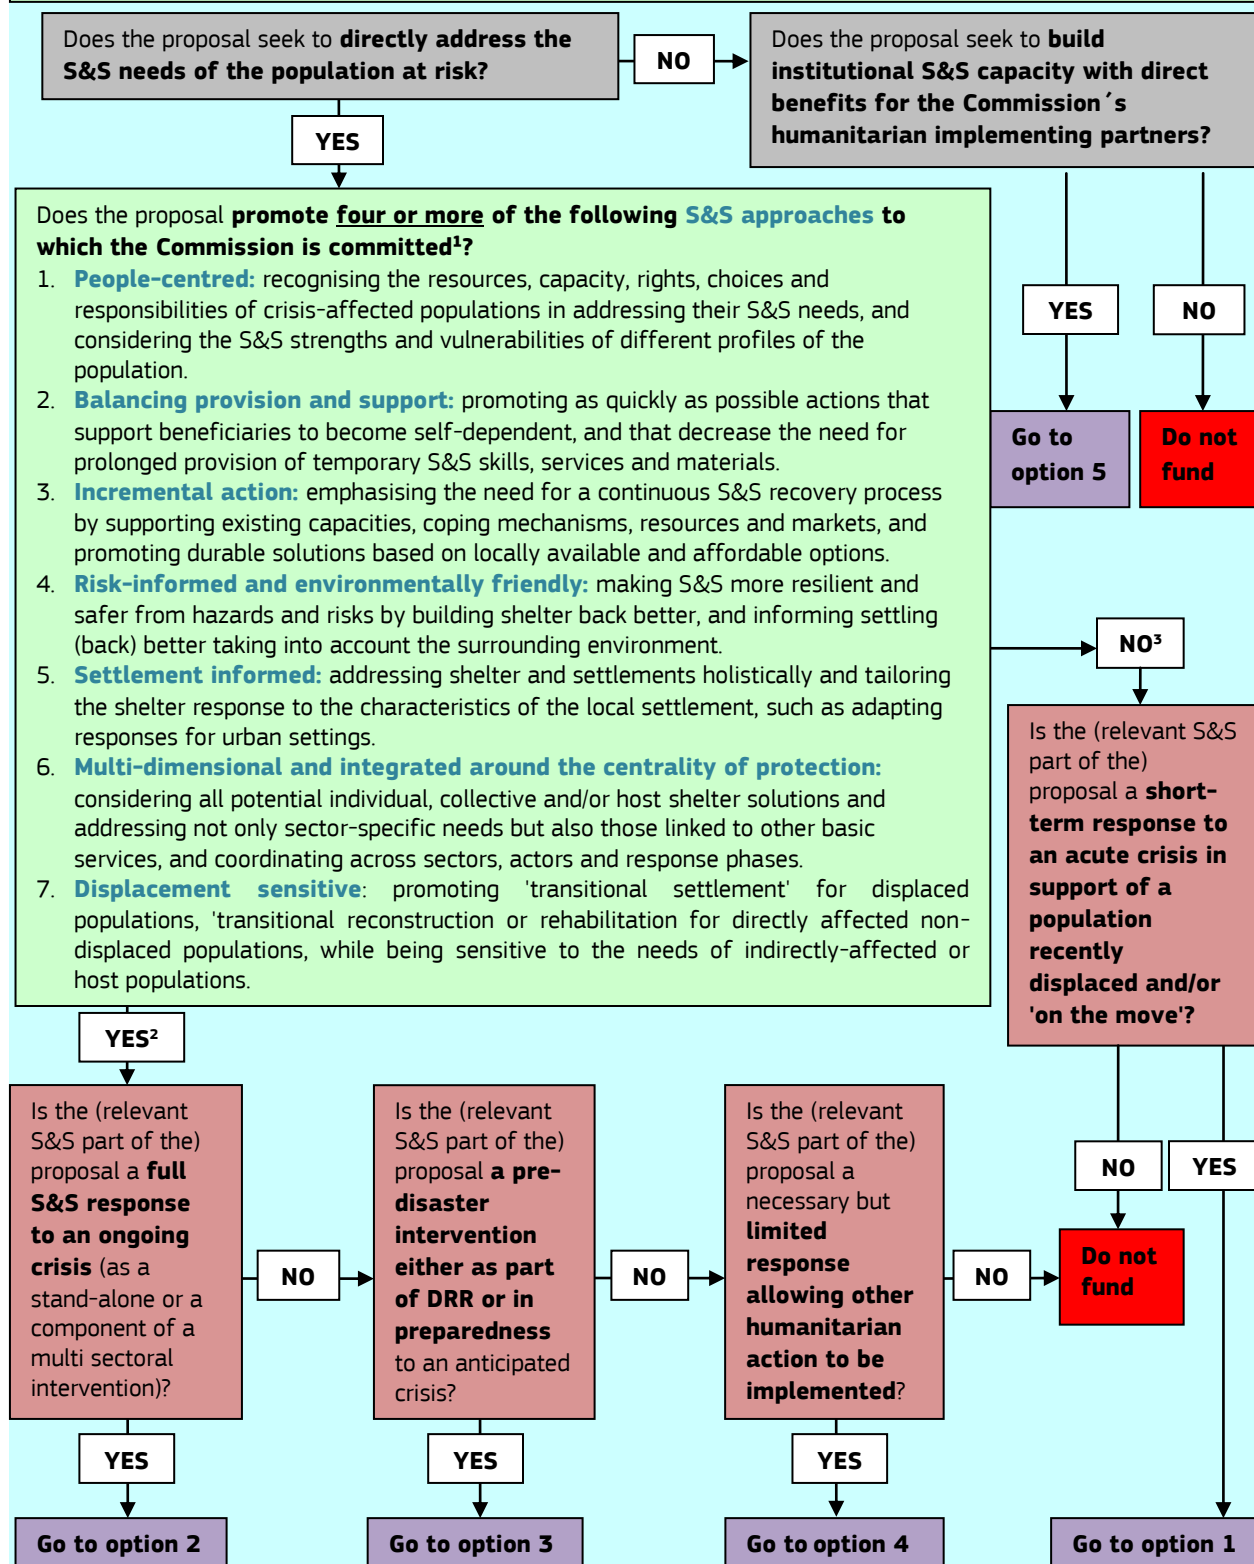 Does the proposal seek to directly address the
S&S needs of the population at risk?
NO
Does the proposal seek to build
institutional S&S capacity with direct
benefits for the Commission´s
humanitarian implementing partners?
YES
Does the proposal promote four or more of the following S&S approaches to
which the Commission is committed¹?
1. People-centred: recognising the resources, capacity, rights, choices and
responsibilities of crisis-affected populations in addressing their S&S needs, and
considering the S&S strengths and vulnerabilities of different profiles of the
population.
2. Balancing provision and support: promoting as quickly as possible actions that
support beneficiaries to become self-dependent, and that decrease the need for
prolonged provision of temporary S&S skills, services and materials.
3. Incremental action: emphasising the need for a continuous S&S recovery process
by supporting existing capacities, coping mechanisms, resources and markets, and
promoting durable solutions based on locally available and affordable options.
4. Risk-informed and environmentally friendly: making S&S more resilient and
safer from hazards and risks by building shelter back better, and informing settling
(back) better taking into account the surrounding environment.
5. Settlement informed: addressing shelter and settlements holistically and tailoring
the shelter response to the characteristics of the local settlement, such as adapting
responses for urban settings.
6. Multi-dimensional and integrated around the centrality of protection:
considering all potential individual, collective and/or host shelter solutions and
addressing not only sector-specific needs but also those linked to other basic
services, and coordinating across sectors, actors and response phases.
7. Displacement sensitive: promoting 'transitional settlement' for displaced
populations, 'transitional reconstruction or rehabilitation for directly affected non-
displaced populations, while being sensitive to the needs of indirectly-affected or
host populations.
YES
NO
Go to
option 5
Do not
fund
NO³
Is the (relevant S&S
part of the)
proposal a short-
term response to
an acute crisis in
support of a
population
recently
displaced and/or
'on the move'?
NO
YES
YES²
Is the (relevant
S&S part of the)
proposal a full
S&S response
to an ongoing
crisis (as a
stand-alone or a
component of a
multi sectoral
intervention)?
NO
Is the (relevant
S&S part of the)
proposal a pre-
disaster
intervention
either as part
of DRR or in
preparedness
to an anticipated
crisis?
NO
Is the (relevant
S&S part of the)
proposal a
necessary but
limited
response
allowing other
humanitarian
action to be
implemented?
NO
Do not
fund
YES
YES
YES
Go to option 2
Go to option 3
Go to option 4
Go to option 1